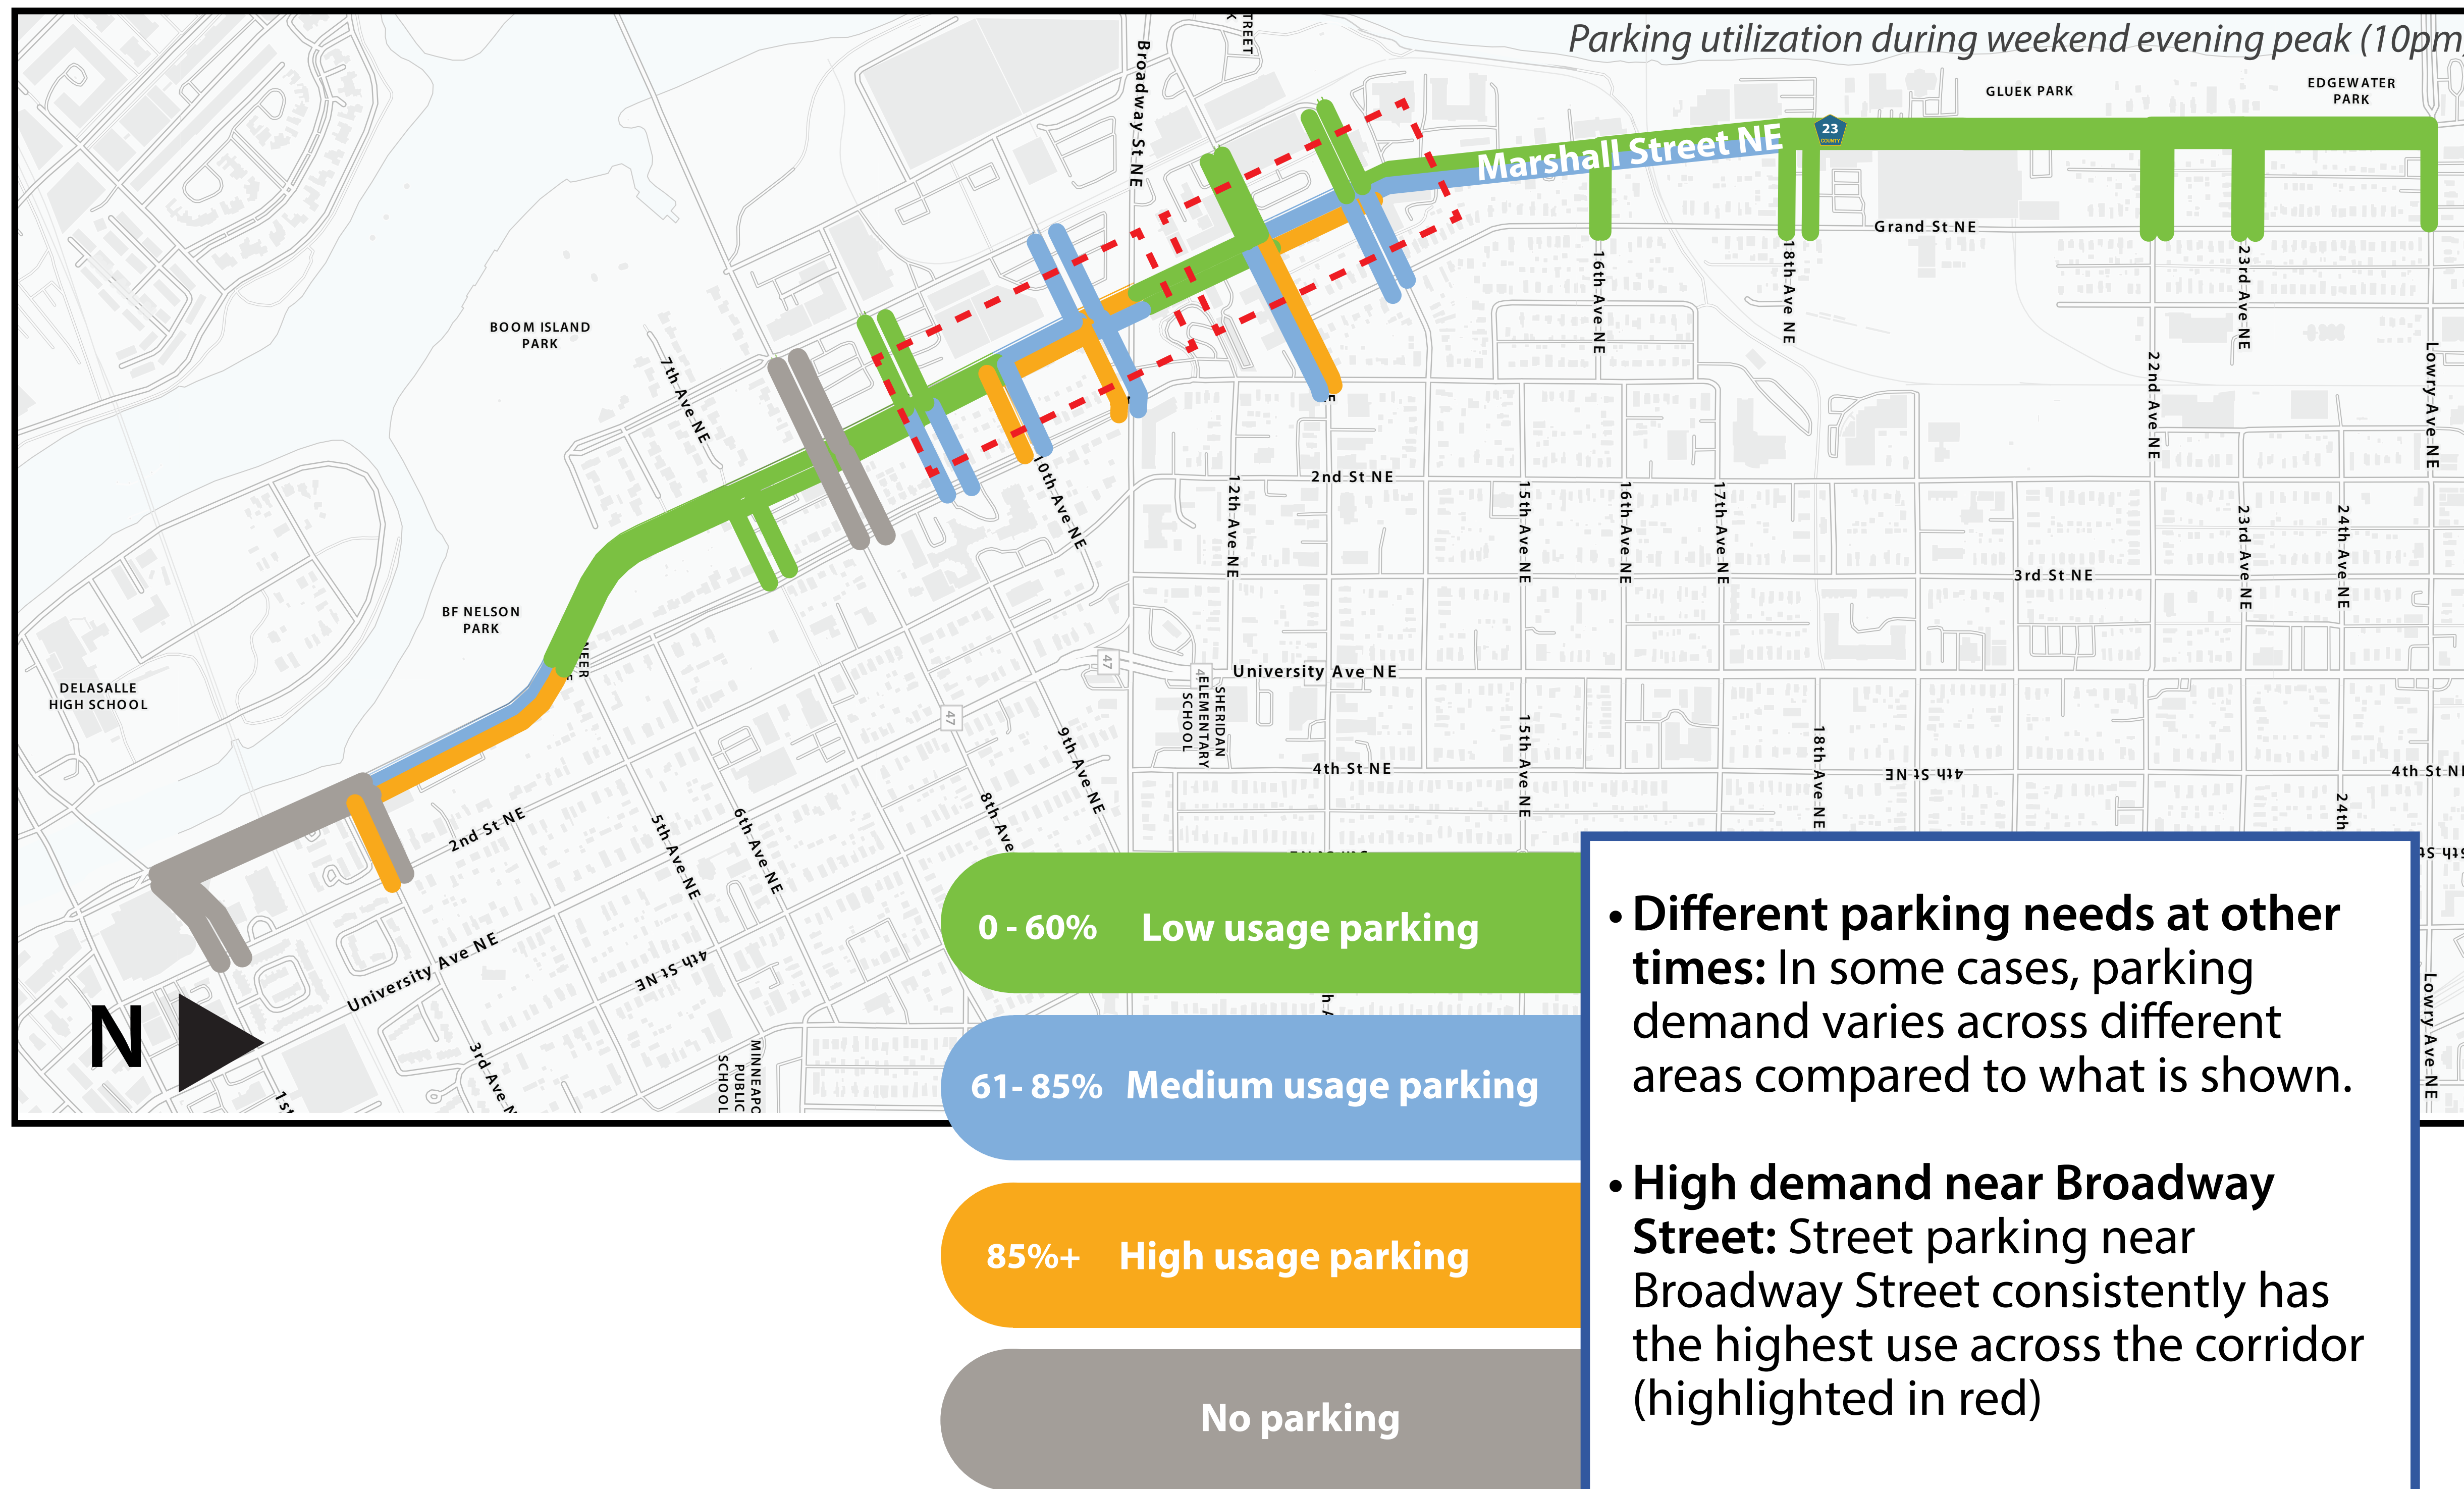 Parking utilization during weekend evening peak (10pm)
GLUEK PARK
EDGEWATER
PARK
Broadway St NE
Marshall Street NE
23
COUNTY
Grand St NE
16th Ave NE
18th Ave NE
23rd Ave NE
22nd Ave NE
Lowry Ave NE
BOOM ISLAND
PARK
7th Ave NE
10th Ave NE
12th Ave NE
2nd St NE
15th Ave NE
16th Ave NE
17th Ave NE
23rd Ave NE
24th Ave NE
3rd St NE
BF NELSON
PARK
DELASALLE
HIGH SCHOOL
47
47
University Ave NE
SHERIDAN
ELEMENTARY
SCHOOL
9th Ave NE
8th Ave
15th Ave NE
18th Ave NE
4th St NE
4th St NE
4th St NE
24th
2nd St NE
5th Ave NE
6th Ave NE
University Ave NE
4th St NE
3rd Ave N
PUBLIC
SCHOOL
Lowry Ave NE
N
0 - 60% Low usage parking
61- 85% Medium usage parking
85%+ High usage parking
No parking
• Different parking needs at other
times: In some cases, parking
demand varies across different
areas compared to what is shown.
• High demand near Broadway
Street: Street parking near
Broadway Street consistently has
the highest use across the corridor
(highlighted in red)